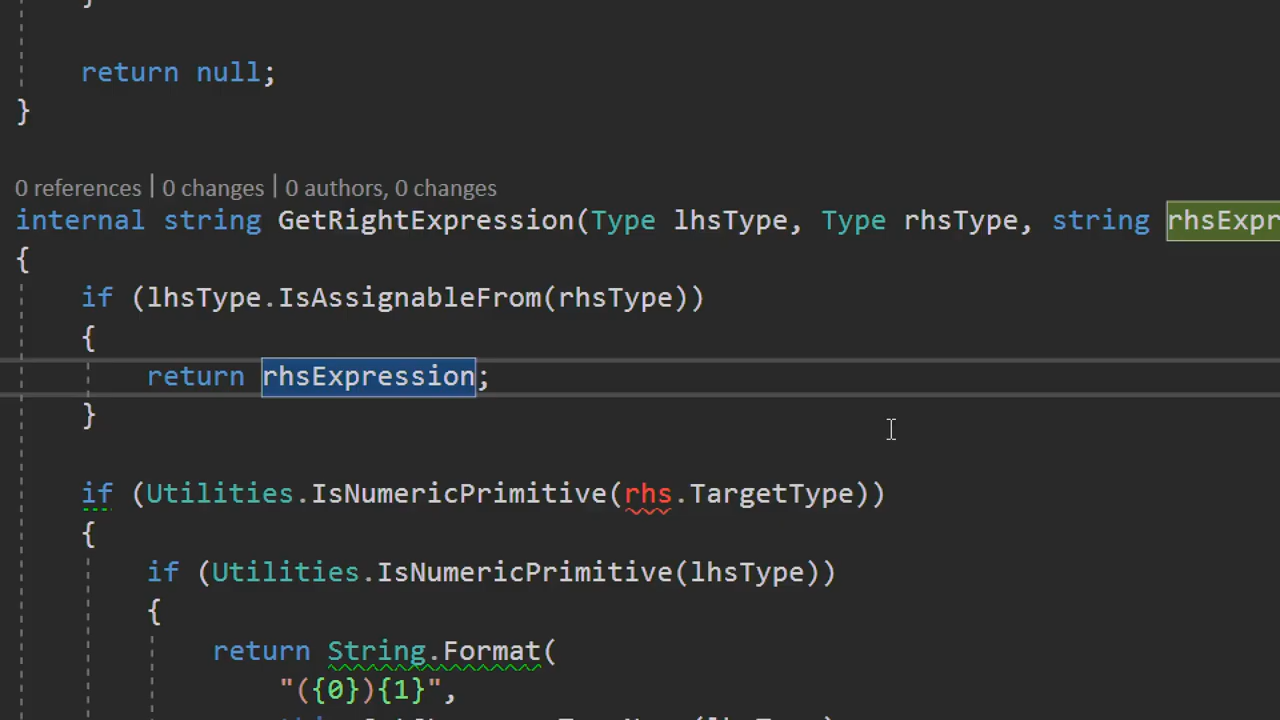 }
return null;
}
0 references | 0 changes | 0 authors, 0 changes
internal string GetRightExpression(Type lhsType, Type rhsType, string rhsExpr
{
if (lhsType.IsAssignableFrom(rhsType))
{
return rhsExpression;
}
if (Utilities.IsNumericPrimitive(rhs.TargetType))
{
if (Utilities.IsNumericPrimitive(lhsType))
{
return String.Format(
"({0}){1}",